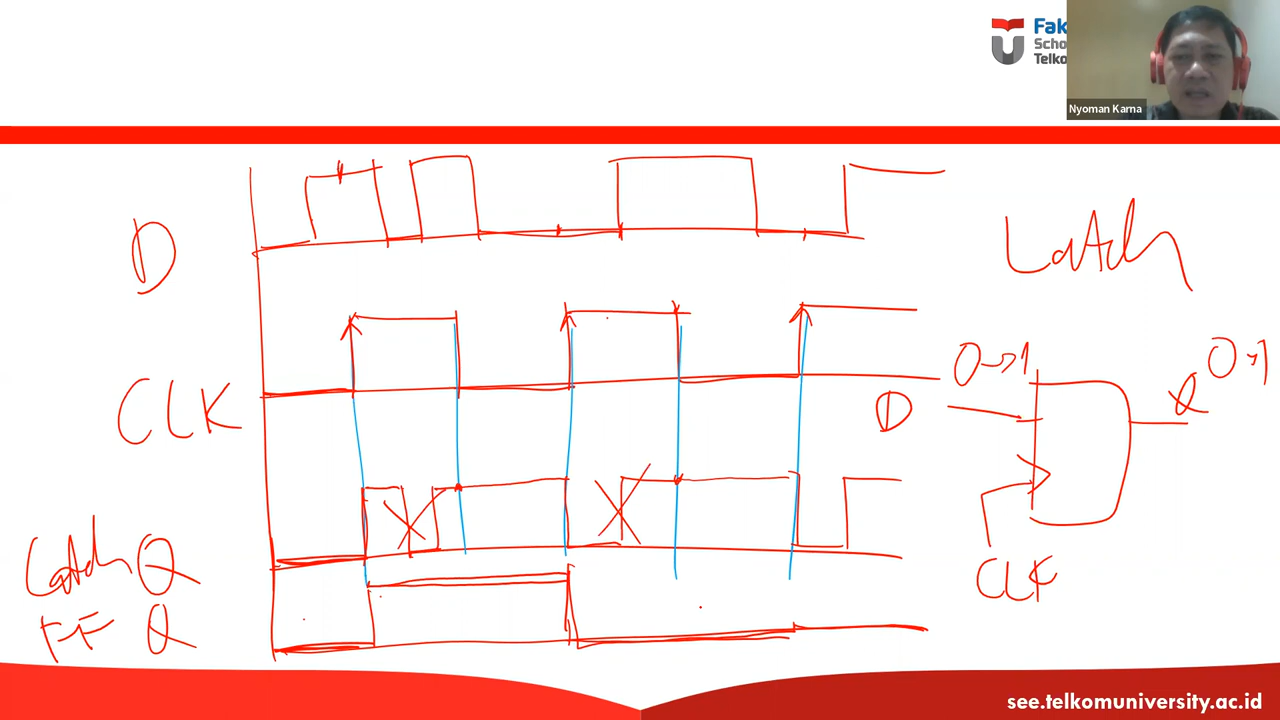 Fak
Scho
Telko
Nyoman Karna
D
Latch
CLK
0→1
D
Q
0→1
CLK
Latch Q
FF Q
see.telkomuniversity.ac.id